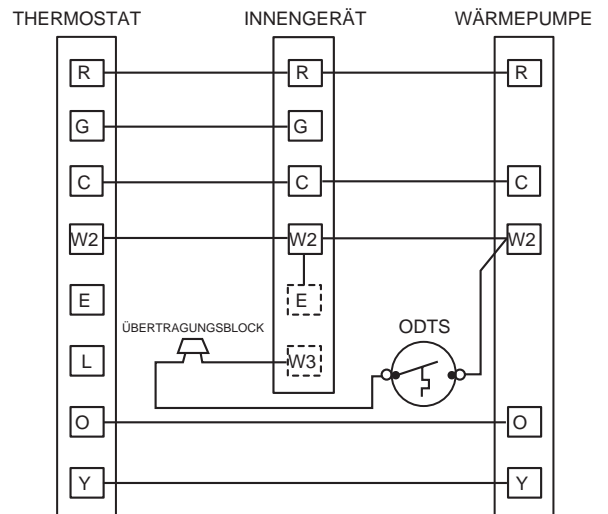 THERMOSTAT INNENGERÄT WÄRMEPUMPE
R R R
G G
C C C
W2 W2 W2
E E
ÜBERTRAGUNGSBLOCK ODTS
L W3
O O
Y Y